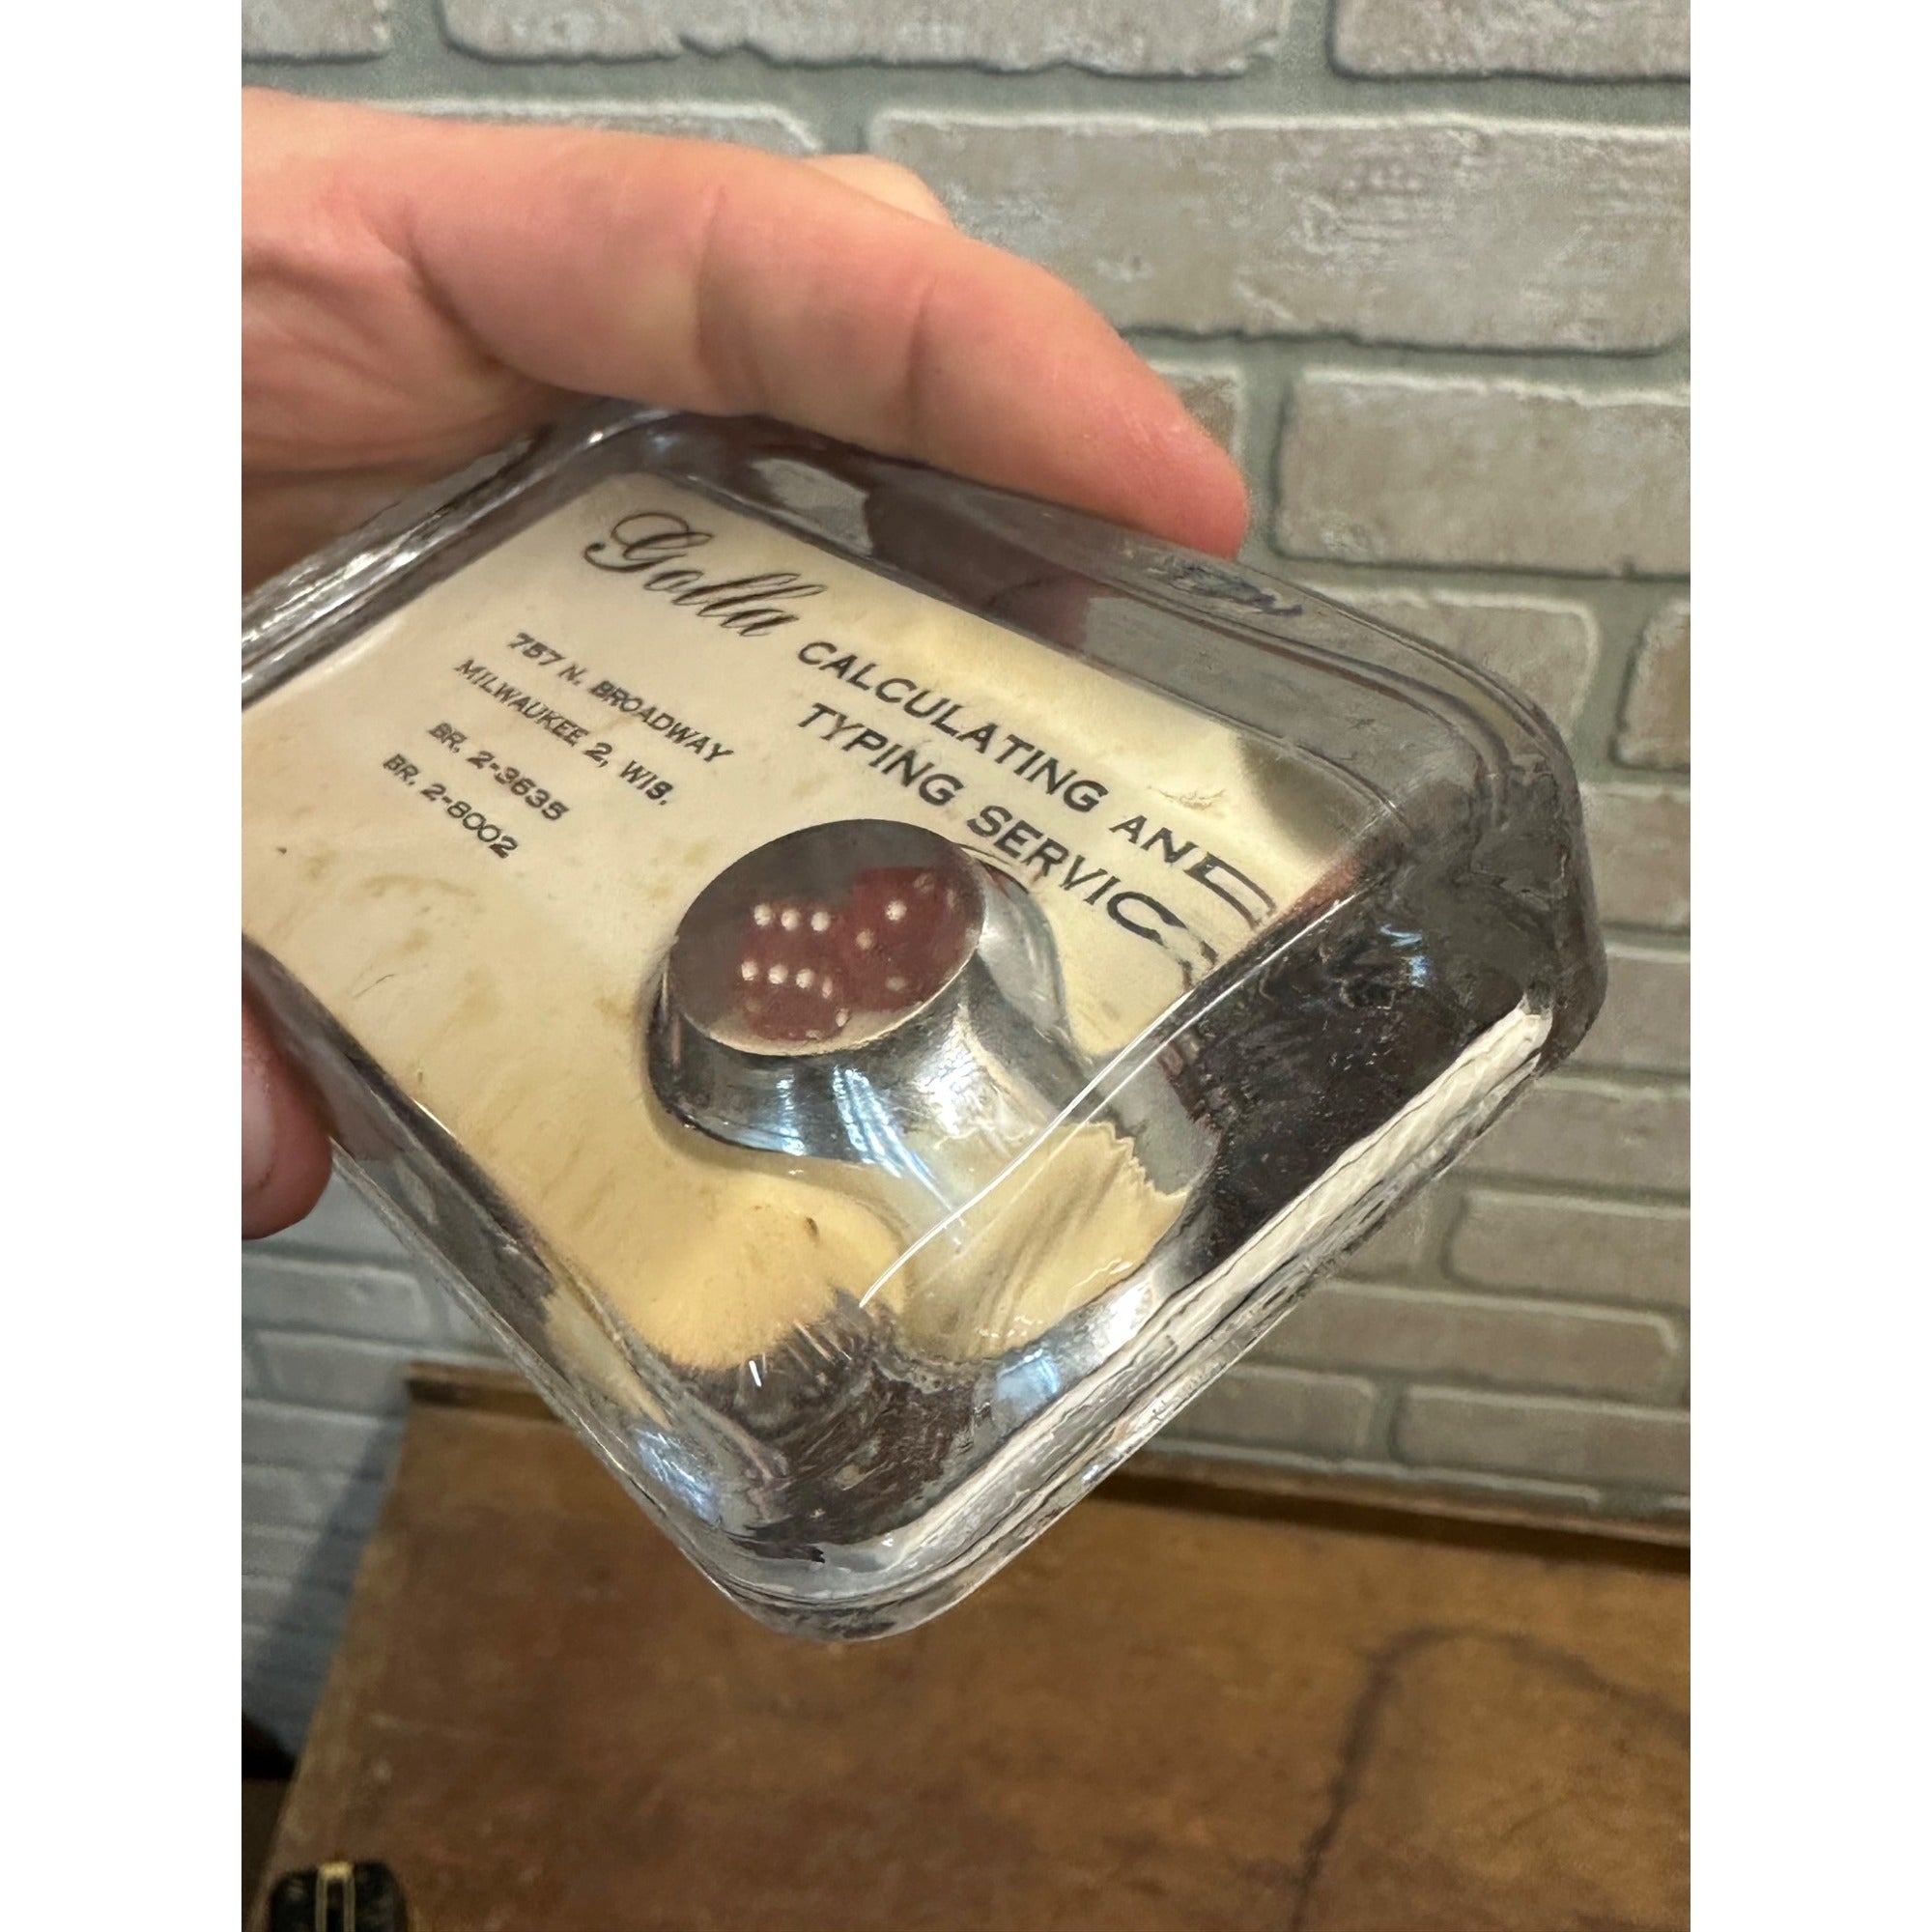 Golla CALCULATING AND
TYPING SERVICE
757 N. BROADWAY
MILWAUKEE 2, WIS.
BR. 2-3635
BR. 2-8002